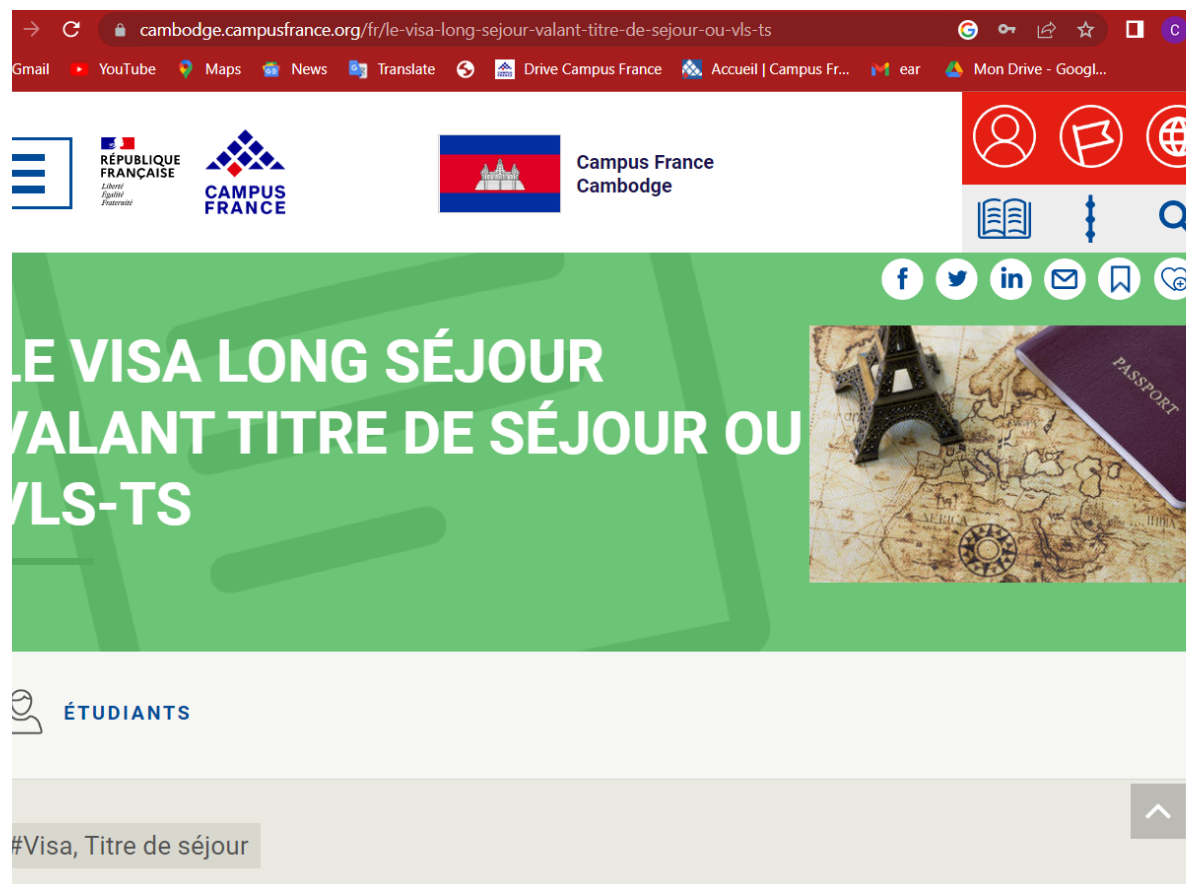 cambodge.campusfrance.org/fr/le-visa-long-sejour-valant-titre-de-sejour-ou-vls-ts
C
Gmail YouTube Maps News Translate Drive Campus France Accueil | Campus Fr... ear Mon Drive - Googl...
RÉPUBLIQUE
FRANÇAISE
Liberté
Égalité
Fraternité
CAMPUS
FRANCE
Campus France
Cambodge
LE VISA LONG SÉJOUR
VALANT TITRE DE SÉJOUR OU
VLS-TS
PASSPORT
AFRICA
INDIA
ÉTUDIANTS
#Visa, Titre de séjour